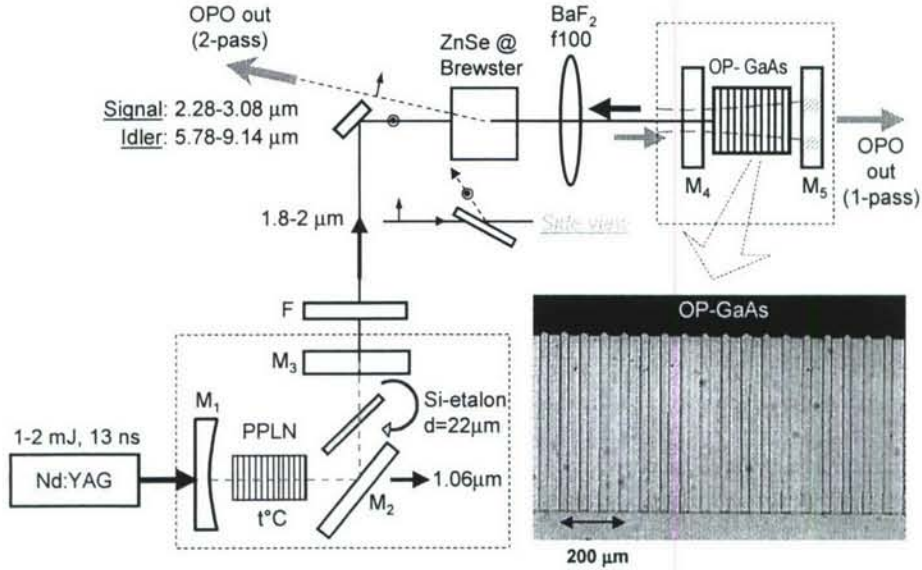 OPO out
(2-pass)
Signal: 2.28-3.08 μm
Idler: 5.78-9.14 μm
ZnSe @
Brewster
BaF₂
f100
OP- GaAs
M₄
M₅
OPO
out
(1-pass)
1.8-2 μm
Side view
F
M₃
M₁
PPLN
t°C
Si-etalon
d=22μm
M₂
1.06μm
1-2 mJ, 13 ns
Nd:YAG
OP-GaAs
200 μm